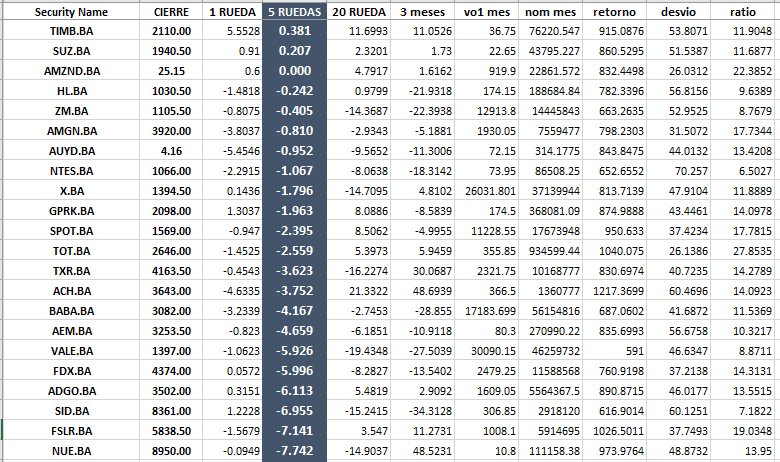 Security Name CIERRE 1 RUEDA 5 RUEDAS 20 RUEDA 3 meses vo1 mes nom mes retorno desvio ratio
TIMB.BA 2110.00 5.5528 0.381 11.6993 11.0526 36.75 76220.547 915.0876 53.8071 11.9048
SUZ.BA 1940.50 0.91 0.207 2.3201 1.73 22.65 43795.227 860.5295 51.5387 11.6877
AMZND.BA 25.15 0.6 0.000 4.7917 1.6162 919.9 22861.572 832.4498 26.0312 22.3852
HL.BA 1030.50 -1.4818 -0.242 0.9799 -21.9318 174.15 188684.84 782.3396 56.8156 9.6389
ZM.BA 1105.50 -0.8075 -0.405 -14.3687 -22.3938 12913.8 14445843 663.2635 52.9525 8.7679
AMGN.BA 3920.00 -3.8037 -0.810 -2.9343 -5.1881 1930.05 7559477 798.2303 31.5072 17.7344
AUYD.BA 4.16 -5.4546 -0.952 -9.5652 -11.3006 72.15 314.1775 843.8475 44.0132 13.4208
NTES.BA 1066.00 -2.2915 -1.067 -8.0638 -18.3142 73.95 86508.25 652.6552 70.257 6.5027
X.BA 1394.50 0.1436 -1.796 -14.7095 4.8102 26031.801 37139944 813.7139 47.9104 11.8889
GPRK.BA 2098.00 1.3037 -1.963 8.0886 -8.5839 174.5 368081.09 874.9888 43.4461 14.0978
SPOT.BA 1569.00 -0.947 -2.395 8.5062 -4.9955 11228.55 17673948 950.633 37.4234 17.7815
TOT.BA 2646.00 -1.4525 -2.559 5.3973 5.9459 355.85 934599.44 1040.075 26.1386 27.8535
TXR.BA 4163.50 -0.4543 -3.623 -16.2274 30.0687 2321.75 10168777 830.6974 40.7235 14.2789
ACH.BA 3643.00 -4.6335 -3.752 21.3322 48.6939 366.5 1360777 1217.3699 60.4696 14.0923
BABA.BA 3082.00 -3.2339 -4.167 -2.7453 -28.855 17183.699 56154816 687.0602 41.6872 11.5369
AEM.BA 3253.50 -0.823 -4.659 -6.1851 -10.9118 80.3 270990.22 835.6993 56.6758 10.3217
VALE.BA 1397.00 -1.0623 -5.926 -19.4348 -27.5039 30090.15 46259732 591 46.6347 8.8711
FDX.BA 4374.00 0.0572 -5.996 -8.2827 -13.5402 2479.25 11588568 760.9198 37.2138 14.3131
ADGO.BA 3502.00 0.3151 -6.113 5.4819 2.9092 1609.05 5564367.5 890.8715 46.0177 13.5515
SID.BA 8361.00 1.2228 -6.955 -15.2415 -34.3128 306.85 2918120 616.9014 60.1251 7.1822
FSLR.BA 5838.50 -1.5679 -7.141 3.547 11.2731 1008.1 5914695 1026.5011 37.7493 19.0348
NUE.BA 8950.00 -0.0949 -7.742 -14.9037 48.5231 10.8 111158.38 973.9764 48.8732 13.95